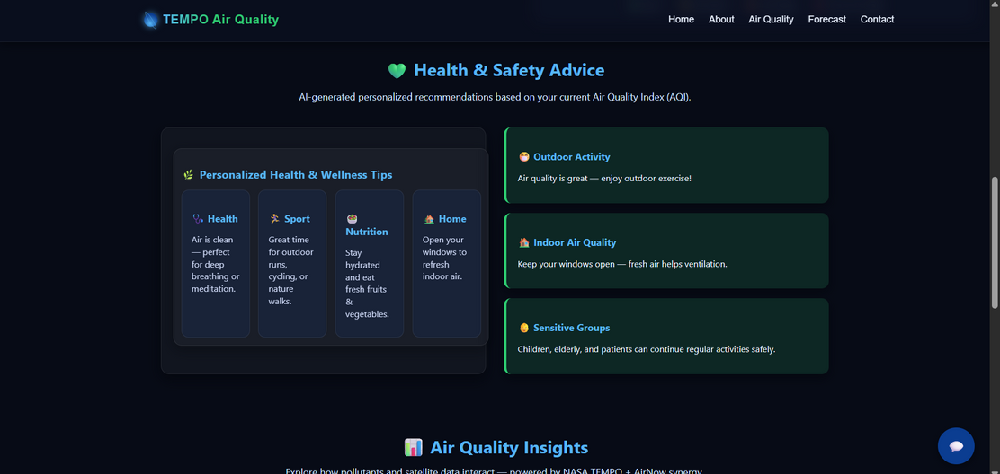 TEMPO Air Quality
Home About Air Quality Forecast Contact
Health & Safety Advice
AI-generated personalized recommendations based on your current Air Quality Index (AQI).
Personalized Health & Wellness Tips
Health
Air is clean
— perfect
for deep
breathing or
meditation.
Sport
Great time
for outdoor
runs,
cycling, or
nature
walks.
Nutrition
Stay
hydrated
and eat
fresh fruits
&
vegetables.
Home
Open your
windows to
refresh
indoor air.
Outdoor Activity
Air quality is great — enjoy outdoor exercise!
Indoor Air Quality
Keep your windows open — fresh air helps ventilation.
Sensitive Groups
Children, elderly, and patients can continue regular activities safely.
Air Quality Insights
Explore how pollutants and satellite data interact — powered by NASA TEMPO + AirNow synergy